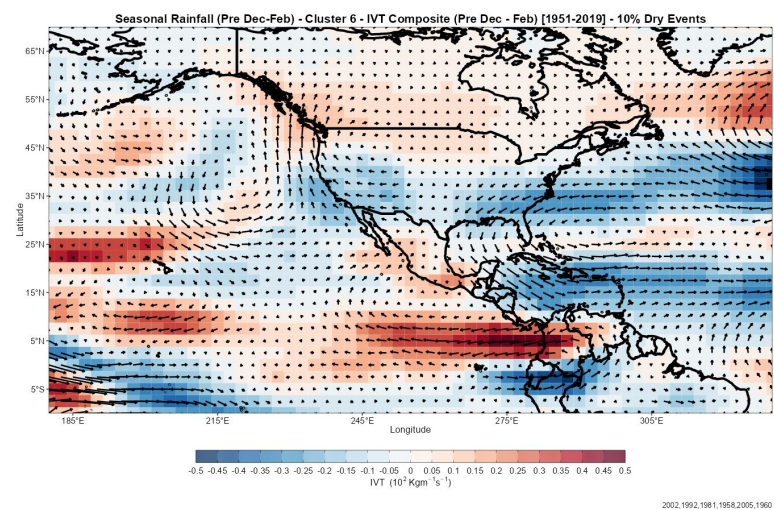 Seasonal Rainfall (Pre Dec-Feb) - Cluster 6 - IVT Composite (Pre Dec - Feb) [1951-2019] - 10% Dry Events
65°N
55°N
45°N
35°N
25°N
15°N
5°N
5°S
Latitude
185°E 215°E 245°E 275°E 305°E
Longitude
-0.5 -0.45 -0.4 -0.35 -0.3 -0.25 -0.2 -0.15 -0.1 -0.05 0 0.05 0.1 0.15 0.2 0.25 0.3 0.35 0.4 0.45 0.5
IVT (10² Kgm⁻¹s⁻¹)
2002,1992,1981,1958,2005,1960